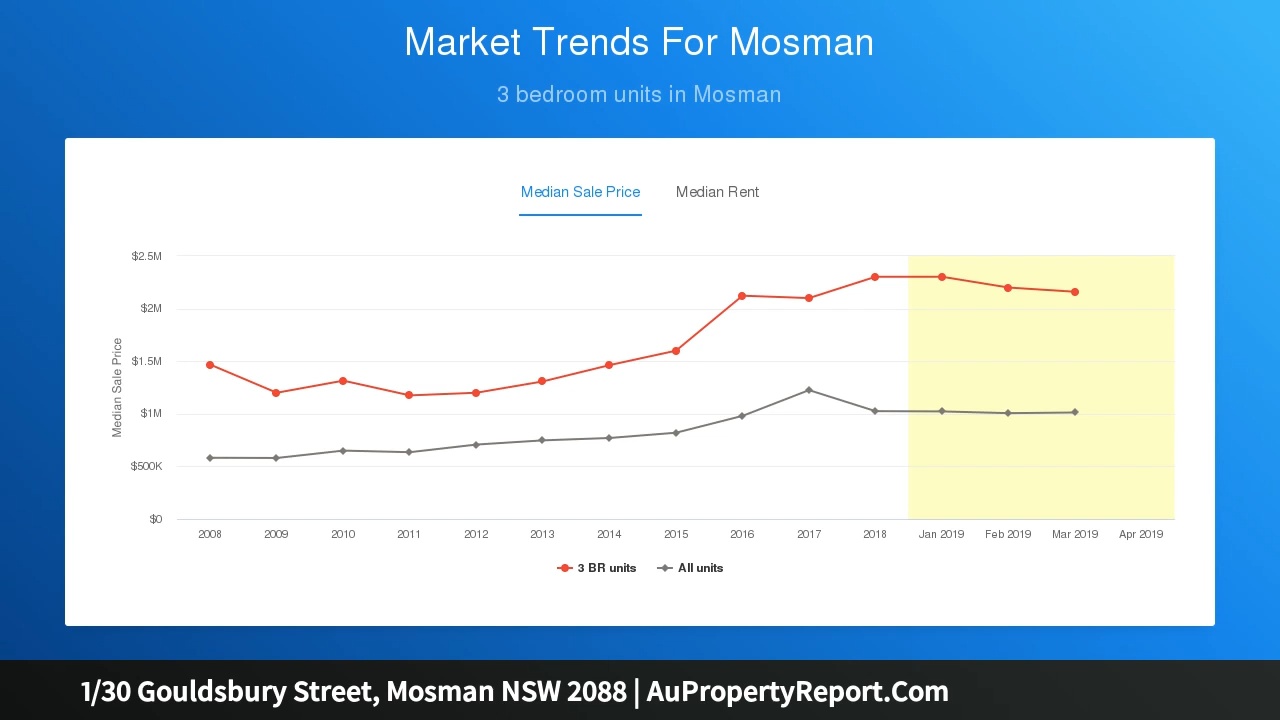 Market Trends For Mosman
3 bedroom units in Mosman
Median Sale Price Median Rent
Median Sale Price
$2.5M
$2M
$1.5M
$1M
$500K
$0
2008 2009 2010 2011 2012 2013 2014 2015 2016 2017 2018 Jan 2019 Feb 2019 Mar 2019 Apr 2019
3 BR units All units
1/30 Gouldsbury Street, Mosman NSW 2088 | AuPropertyReport.Com